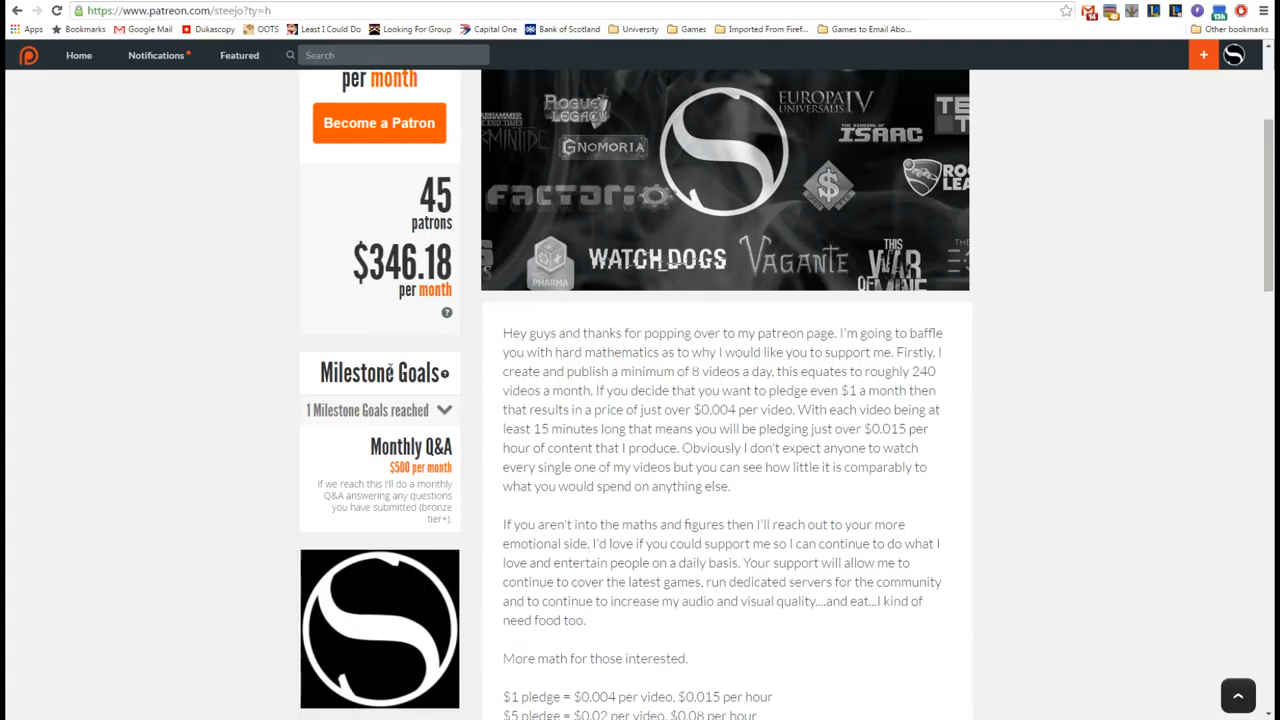 https://www.patreon.com/steejo?ty=h
Apps Bookmarks Google Mail Dukascopy OOTS Least I Could Do Looking For Group Capital One Bank of Scotland University Games Imported From Firef... Games to Email Abo... Other bookmarks
Home Notifications Featured Search
per month
Become a Patron
45
patrons
$346.18
per month
Milestone Goals
1 Milestone Goals reached
Monthly Q&A
$500 per month
If we reach this I'll do a monthly
Q&A answering any questions
you have submitted (bronze
tier+).
ROGUE
LEGACY
EUROPA IV
UNIVERSALIS
THE BINDING OF
ISAAC
GNOMORIA
END TIMES
FACTORIO
WATCH_DOGS
VAGANTE
THIS
WAR
OF MINE
PHARMA
Hey guys and thanks for popping over to my patreon page. I'm going to baffle
you with hard mathematics as to why I would like you to support me. Firstly, I
create and publish a minimum of 8 videos a day, this equates to roughly 240
videos a month. If you decide that you want to pledge even $1 a month then
that results in a price of just over $0.004 per video. With each video being at
least 15 minutes long that means you will be pledging just over $0.015 per
hour of content that I produce. Obviously I don't expect anyone to watch
every single one of my videos but you can see how little it is comparably to
what you would spend on anything else.
If you aren't into the maths and figures then I'll reach out to your more
emotional side. I'd love if you could support me so I can continue to do what I
love and entertain people on a daily basis. Your support will allow me to
continue to cover the latest games, run dedicated servers for the community
and to continue to increase my audio and visual quality....and eat...I kind of
need food too.
More math for those interested.
$1 pledge = $0.004 per video, $0.015 per hour
$5 pledge = $0.02 per video, $0.08 per hour